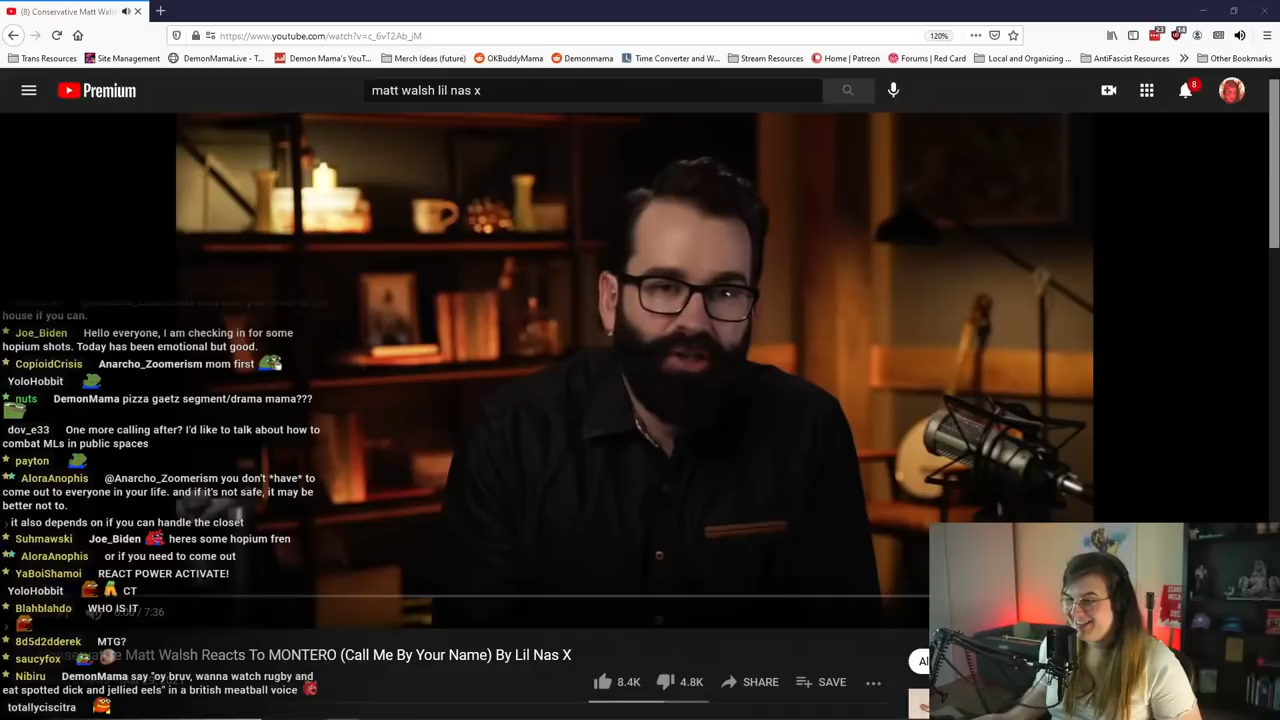 (8) Conservative Matt Wals
https://www.youtube.com/watch?v=c_6vT2Ab_jM
120%
23
14
Trans Resources
Site Management
DemonMamaLive - T...
Demon Mama's YouT...
Merch Ideas (future)
OKBuddyMama
Demonmama
Time Converter and W...
Stream Resources
Home | Patreon
Forums | Red Card
Local and Organizing ...
AntiFascist Resources
Other Bookmarks
Premium
matt walsh lil nas x
8
house if you can.
Joe_Biden Hello everyone, I am checking in for some
hopium shots. Today has been emotional but good.
CopioidCrisis Anarcho_Zoomerism mom first
YoloHobbit
nuts DemonMama pizza gaetz segment/drama mama???
dov_e33 One more calling after? I'd like to talk about how to
combat MLs in public spaces
payton
AloraAnophis @Anarcho_Zoomerism you don't *have* to
come out to everyone in your life. and if it's not safe, it may be
better not to.
it also depends on if you can handle the closet
Suhmawski Joe_Biden heres some hopium fren
AloraAnophis or if you need to come out
YaBoiShamoi REACT POWER ACTIVATE!
YoloHobbit CT
Blahblahdo WHO IS IT
/ 7:36
8d5d2dderek MTG?
saucyfox
Matt Walsh Reacts To MONTERO (Call Me By Your Name) By Lil Nas X
Nibiru DemonMama say "oy bruv, wanna watch rugby and
eat spotted dick and jellied eels" in a british meatball voice
totallyciscitra
8.4K
4.8K
SHARE
SAVE